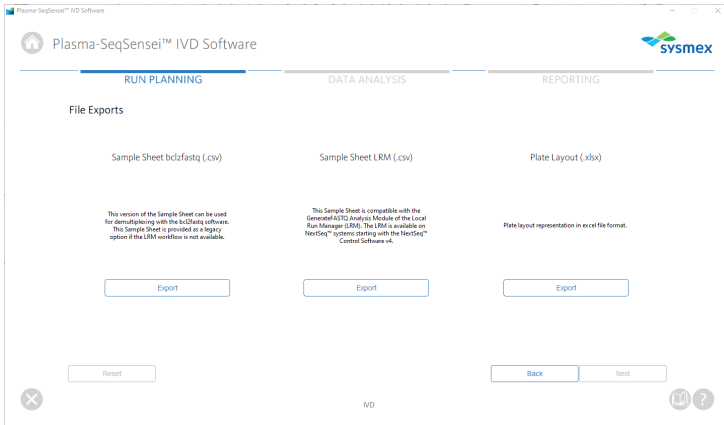 Plasma-SeqSensei™ IVD Software
Plasma-SeqSensei™ IVD Software
sysmex
RUN PLANNING
DATA ANALYSIS
REPORTING
File Exports
Sample Sheet bcl2fastq (.csv)
Sample Sheet LRM (.csv)
Plate Layout (.xlsx)
This version of the Sample Sheet can be used
for demultiplexing with the bcl2fastq software.
This Sample Sheet is provided as a legacy
option if the LRM workflow is not available.
This Sample Sheet is compatible with the
GenerateFASTQ Analysis Module of the Local
Run Manager (LRM). The LRM is available on
NextSeq™ systems starting with the NextSeq™
Control Software v4.
Plate layout representation in excel file format.
Export
Export
Export
Reset
Back
Next
IVD
?